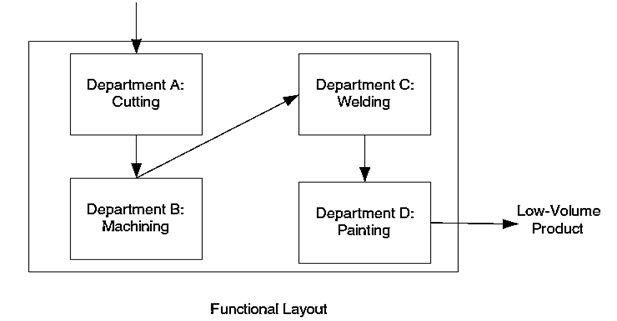 Department A:
Cutting
Department C:
Welding
Department B:
Machining
Department D:
Painting
Low-Volume
Product
Functional Layout